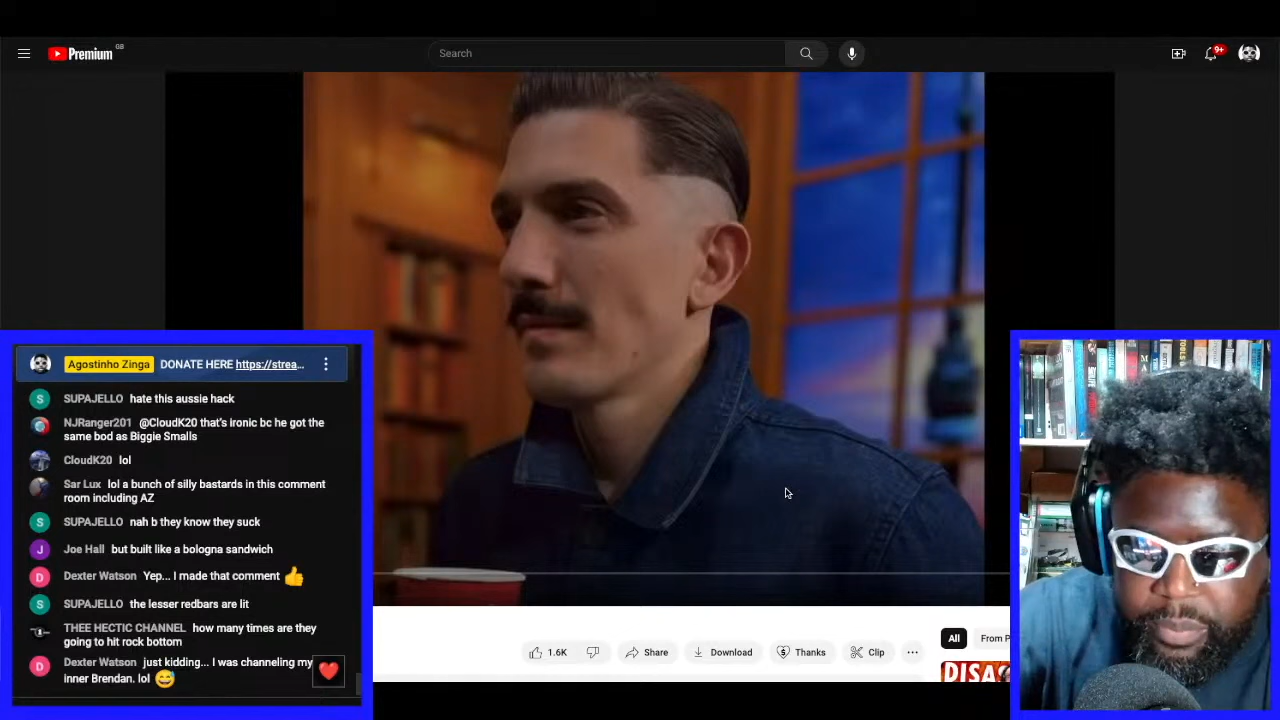 Premium GB
Search
9+
Agostinho Zinga DONATE HERE https://strea...
SUPAJELLO hate this aussie hack
NJRanger201 @CloudK20 that's ironic bc he got the
same bod as Biggie Smalls
CloudK20 lol
Sar Lux lol a bunch of silly bastards in this comment
room including AZ
SUPAJELLO nah b they know they suck
Joe Hall but built like a bologna sandwich
Dexter Watson Yep... I made that comment 👍
SUPAJELLO the lesser redbars are lit
THEE HECTIC CHANNEL how many times are they
going to hit rock bottom
Dexter Watson just kidding... I was channeling my
inner Brendan. lol 😅
1.6K Share Download Thanks Clip
All From P
DISA